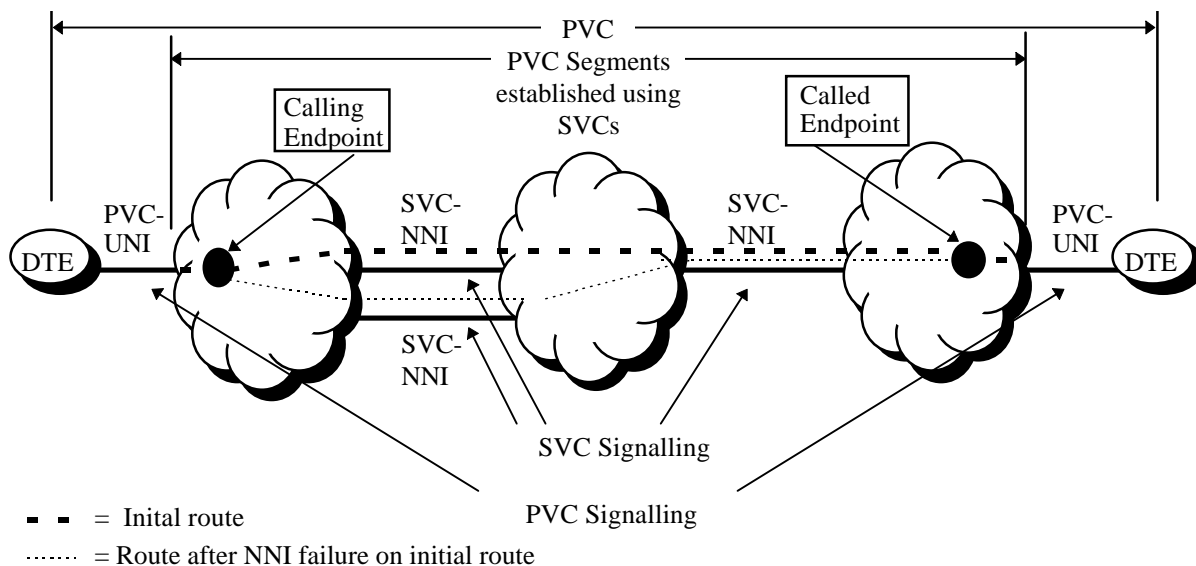 PVC
PVC Segments
established using
SVCs
Calling
Endpoint
Called
Endpoint
PVC-
UNI
SVC-
NNI
SVC-
NNI
PVC-
UNI
DTE
DTE
SVC-
NNI
SVC Signalling
PVC Signalling
= Inital route
= Route after NNI failure on initial route